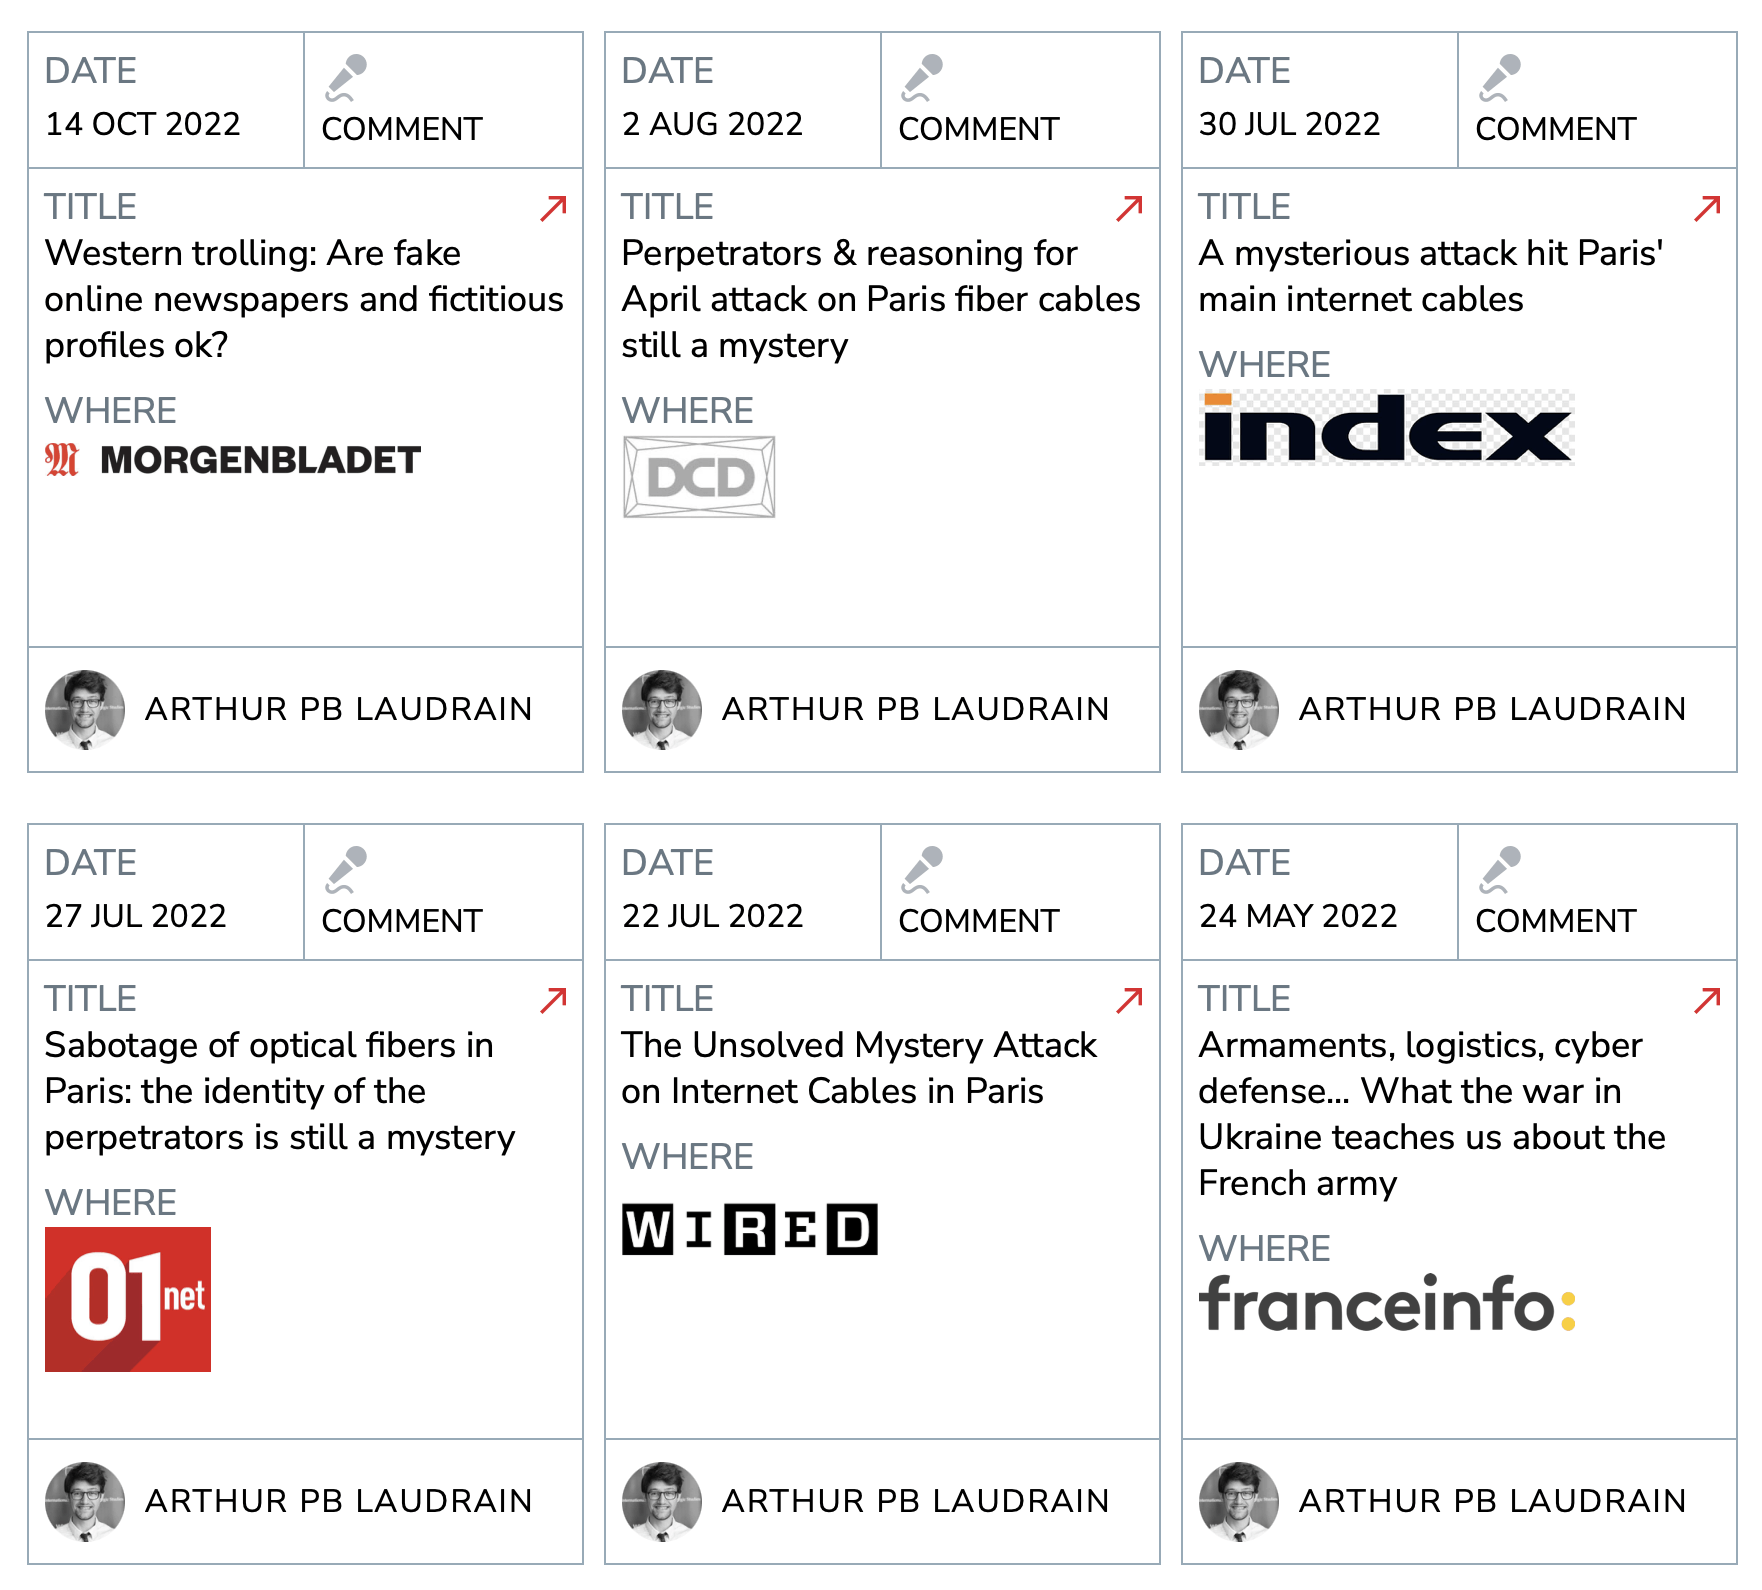 DATE
14 OCT 2022
COMMENT
TITLE
Western trolling: Are fake
online newspapers and fictitious
profiles ok?
WHERE
M MORGENBLADET
ARTHUR PB LAUDRAIN
DATE
2 AUG 2022
COMMENT
TITLE
Perpetrators & reasoning for
April attack on Paris fiber cables
still a mystery
WHERE
DCD
ARTHUR PB LAUDRAIN
DATE
30 JUL 2022
COMMENT
TITLE
A mysterious attack hit Paris'
main internet cables
WHERE
index
ARTHUR PB LAUDRAIN
DATE
27 JUL 2022
COMMENT
TITLE
Sabotage of optical fibers in
Paris: the identity of the
perpetrators is still a mystery
WHERE
01net
ARTHUR PB LAUDRAIN
DATE
22 JUL 2022
COMMENT
TITLE
The Unsolved Mystery Attack
on Internet Cables in Paris
WHERE
WIRED
ARTHUR PB LAUDRAIN
DATE
24 MAY 2022
COMMENT
TITLE
Armaments, logistics, cyber
defense... What the war in
Ukraine teaches us about the
French army
WHERE
franceinfo:
ARTHUR PB LAUDRAIN